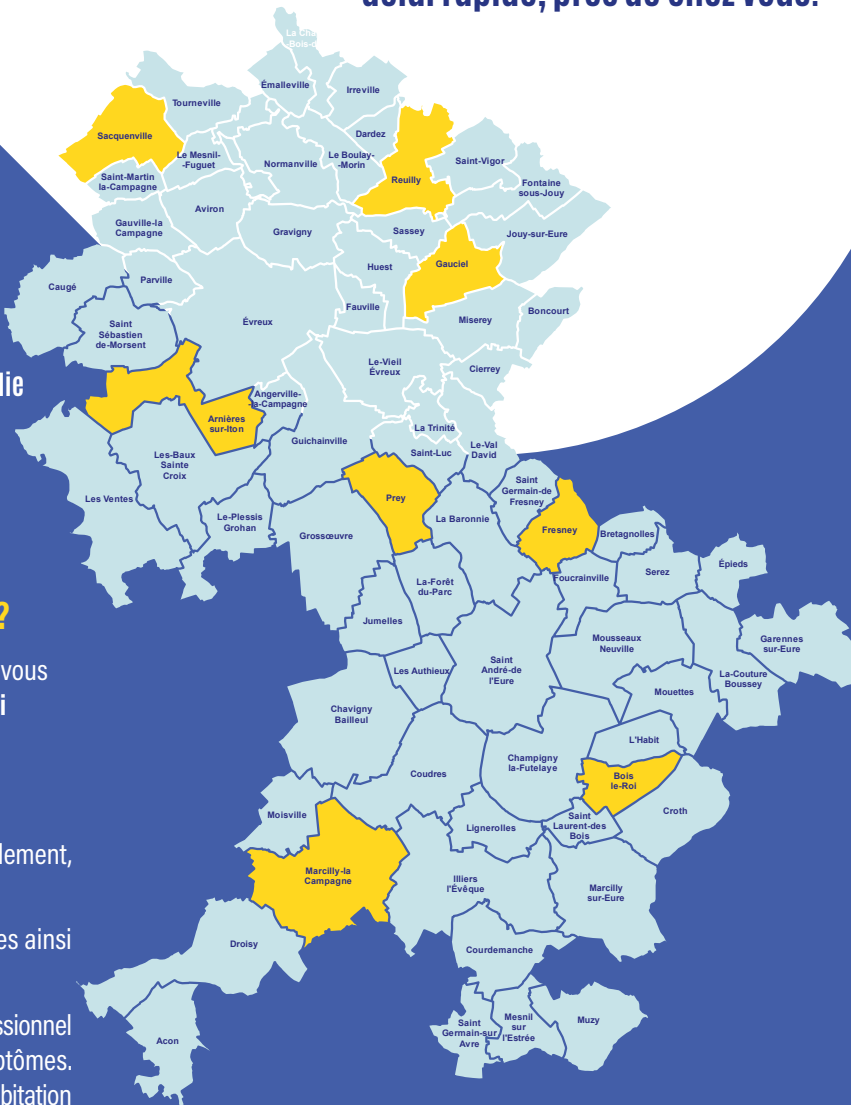 délai rapide, près de chez vous.
La Cha
Bois-
Émalleville
Irreville
Tourneville
Dardez
Sacquenville
Le Mesnil-
-Fuguet
Normanville
Le Boulay-
-Morin
Saint-Vigor
Saint-Martin
la-Campagne
Reuilly
Fontaine
sous-Jouy
Aviron
Gauville-la
Campagne
Gravigny
Sassey
Jouy-sur-Eure
Huest
Gauciel
Caugé
Parville
Fauville
Boncourt
Saint
Sébastien
de-Morsent
Évreux
Miserey
Le-Vieil
Évreux
Cierrey
lie
Angerville-
-la-Campagne
Arnières
sur-Iton
La Trinité
Guichainville
Saint-Luc
Le-Val
David
Les-Baux
Sainte
Croix
Saint
Germain-de
Fresney
Les Ventes
Prey
Le-Plessis
Grohan
La Baronnie
Fresney
Bretagnolles
Grossœuvre
Épieds
Serez
Foucrainville
La-Forêt
du-Parc
?
Jumelles
Mousseaux
Neuville
Garennes
sur-Eure
vous
Les Authieux
Saint
André-de
l'Eure
La-Couture
Boussey
Mouettes
i
Chavigny
Bailleul
L'Habit
Champigny
la-Futelaye
Coudres
Bois
le-Roi
Moisville
Croth
Lignerolles
Saint
Laurent-des
Bois
lement,
Marcilly-la
Campagne
Illiers
l'Évêque
Marcilly
sur-Eure
es ainsi
Droisy
Courdemanche
ssionnel
Acon
Saint
Germain-sur
Avre
Mesnil
sur
l'Estrée
Muzy
ptômes.
bitation